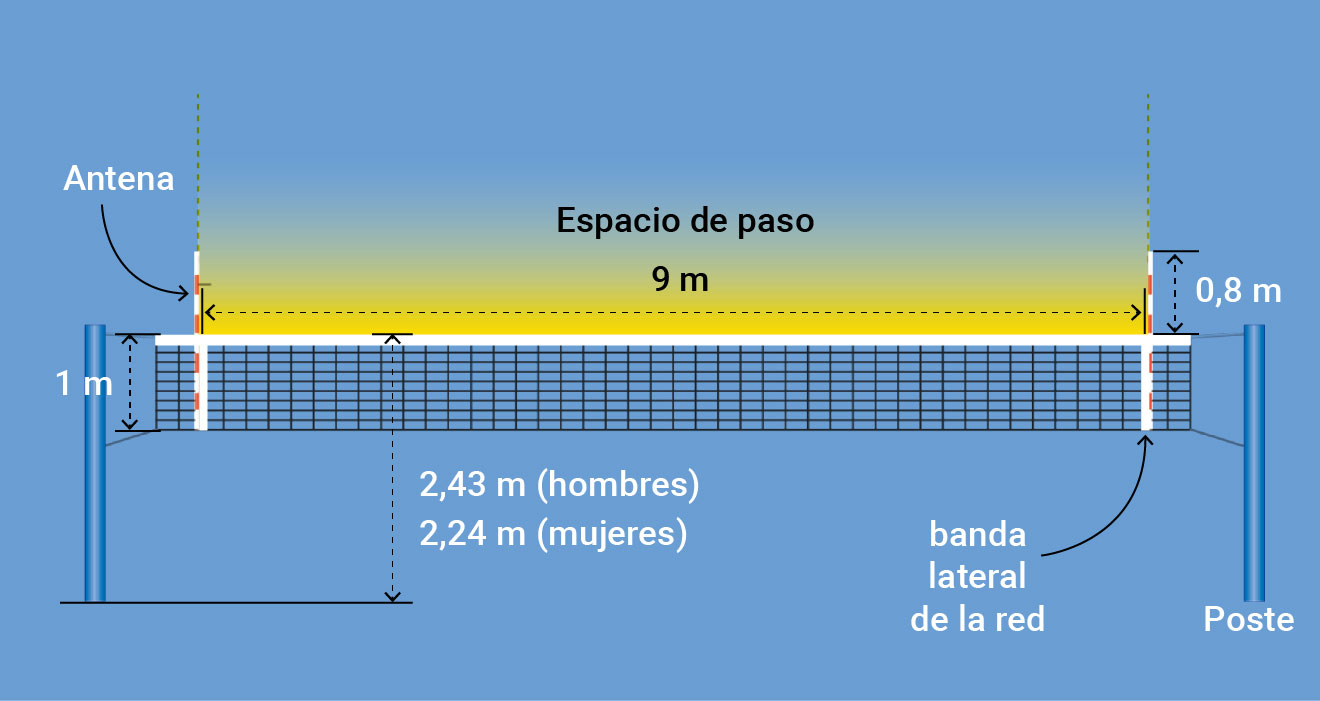 Antena
Espacio de paso
9 m
0,8 m
1 m
2,43 m (hombres)
2,24 m (mujeres)
banda
lateral
de la red
Poste